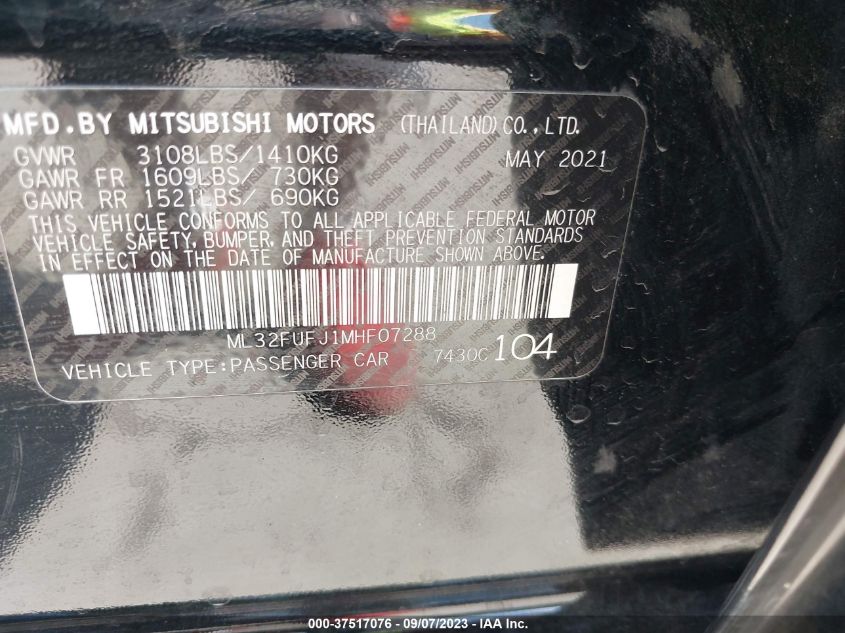 MFD.BY MITSUBISHI MOTORS (THAILAND)CO.,LTD.
GVWR 3108LBS/1410KG MAY 2021
GAWR FR 1609LBS/ 730KG
GAWR RR 1521LBS/ 690KG
THIS VEHICLE CONFORMS TO ALL APPLICABLE FEDERAL MOTOR
VEHICLE SAFETY, BUMPER, AND THEFT PREVENTION STANDARDS
IN EFFECT ON THE DATE OF MANUFACTURE SHOWN ABOVE.
ML32FUFJ1MHF07288
VEHICLE TYPE:PASSENGER CAR 7430C 104
000-37517076 - 09/07/2023 - IAA Inc.